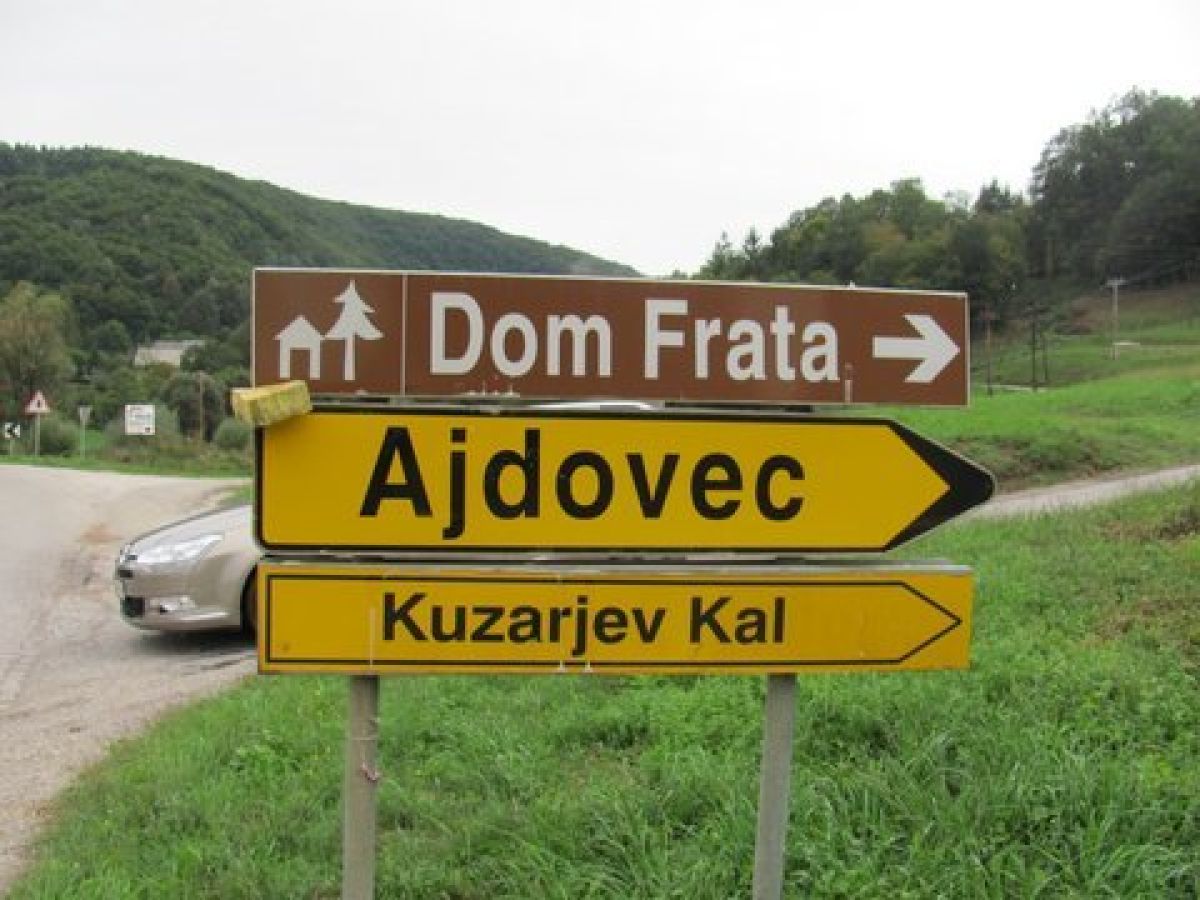 Dom Frata
Ajdovec
Kuzarjev Kal